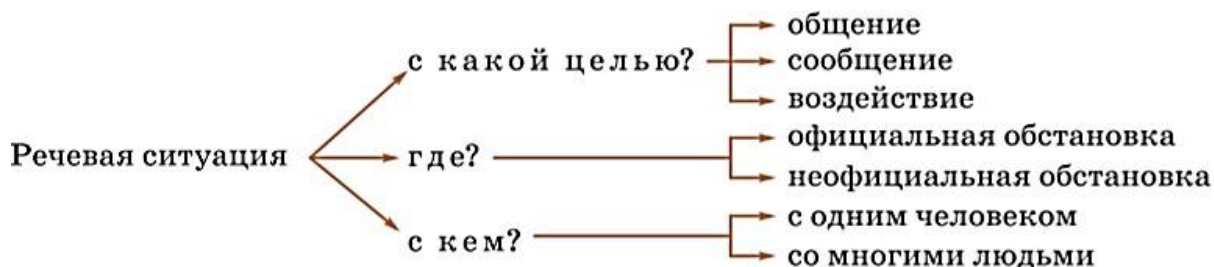 Речевая ситуация
с какой целью?
общение
сообщение
воздействие
где?
официальная обстановка
неофициальная обстановка
с кем?
с одним человеком
со многими людьми